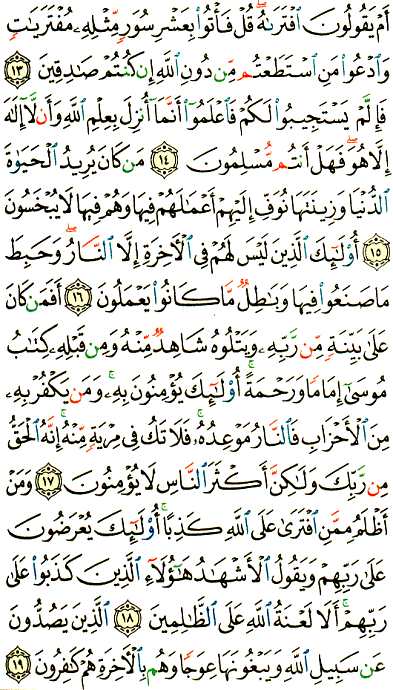 أَمۡ يَقُولُونَ ٱفۡتَرَىٰهُۖ قُلۡ فَأۡتُواْ بِعَشۡرِ سُوَرٖ مِّثۡلِهِۦ مُفۡتَرَيَٰتٖ
وَٱدۡعُواْ مَنِ ٱسۡتَطَعۡتُم مِّن دُونِ ٱللَّهِ إِن كُنتُمۡ صَٰدِقِينَ ١٣
فَإِلَّمۡ يَسۡتَجِيبُواْ لَكُمۡ فَٱعۡلَمُوٓاْ أَنَّمَآ أُنزِلَ بِعِلۡمِ ٱللَّهِ وَأَن لَّآ إِلَٰهَ
إِلَّا هُوَۖ فَهَلۡ أَنتُم مُّسۡلِمُونَ ١٤ مَن كَانَ يُرِيدُ ٱلۡحَيَوٰةَ
ٱلدُّنۡيَا وَزِينَتَهَا نُوَفِّ إِلَيۡهِمۡ أَعۡمَٰلَهُمۡ فِيهَا وَهُمۡ فِيهَا لَا يُبۡخَسُونَ
١٥ أُوْلَٰٓئِكَ ٱلَّذِينَ لَيۡسَ لَهُمۡ فِي ٱلۡأٓخِرَةِ إِلَّا ٱلنَّارُۖ وَحَبِطَ
مَا صَنَعُواْ فِيهَا وَبَٰطِلٞ مَّا كَانُواْ يَعۡمَلُونَ ١٦ أَفَمَن كَانَ
عَلَىٰ بَيِّنَةٖ مِّن رَّبِّهِۦ وَيَتۡلُوهُ شَاهِدٞ مِّنۡهُ وَمِن قَبۡلِهِۦ كِتَٰبُ
مُوسَىٰٓ إِمَامٗا وَرَحۡمَةًۚ أُوْلَٰٓئِكَ يُؤۡمِنُونَ بِهِۦۚ وَمَن يَكۡفُرۡ بِهِۦ
مِنَ ٱلۡأَحۡزَابِ فَٱلنَّارُ مَوۡعِدُهُۥۚ فَلَا تَكُ فِي مِرۡيَةٖ مِّنۡهُۚ إِنَّهُ ٱلۡحَقُّ
مِن رَّبِّكَ وَلَٰكِنَّ أَكۡثَرَ ٱلنَّاسِ لَا يُؤۡمِنُونَ ١٧ وَمَنۡ
أَظۡلَمُ مِمَّنِ ٱفۡتَرَىٰ عَلَى ٱللَّهِ كَذِبًاۚ أُوْلَٰٓئِكَ يُعۡرَضُونَ
عَلَىٰ رَبِّهِمۡ وَيَقُولُ ٱلۡأَشۡهَٰدُ هَٰٓؤُلَآءِ ٱلَّذِينَ كَذَبُواْ عَلَىٰ
رَبِّهِمۡۚ أَلَا لَعۡنَةُ ٱللَّهِ عَلَى ٱلظَّٰلِمِينَ ١٨ ٱلَّذِينَ يَصُدُّونَ
عَن سَبِيلِ ٱللَّهِ وَيَبۡغُونَهَا عِوَجٗا وَهُم بِٱلۡأٓخِرَةِ هُمۡ كَٰفِرُونَ ١٩